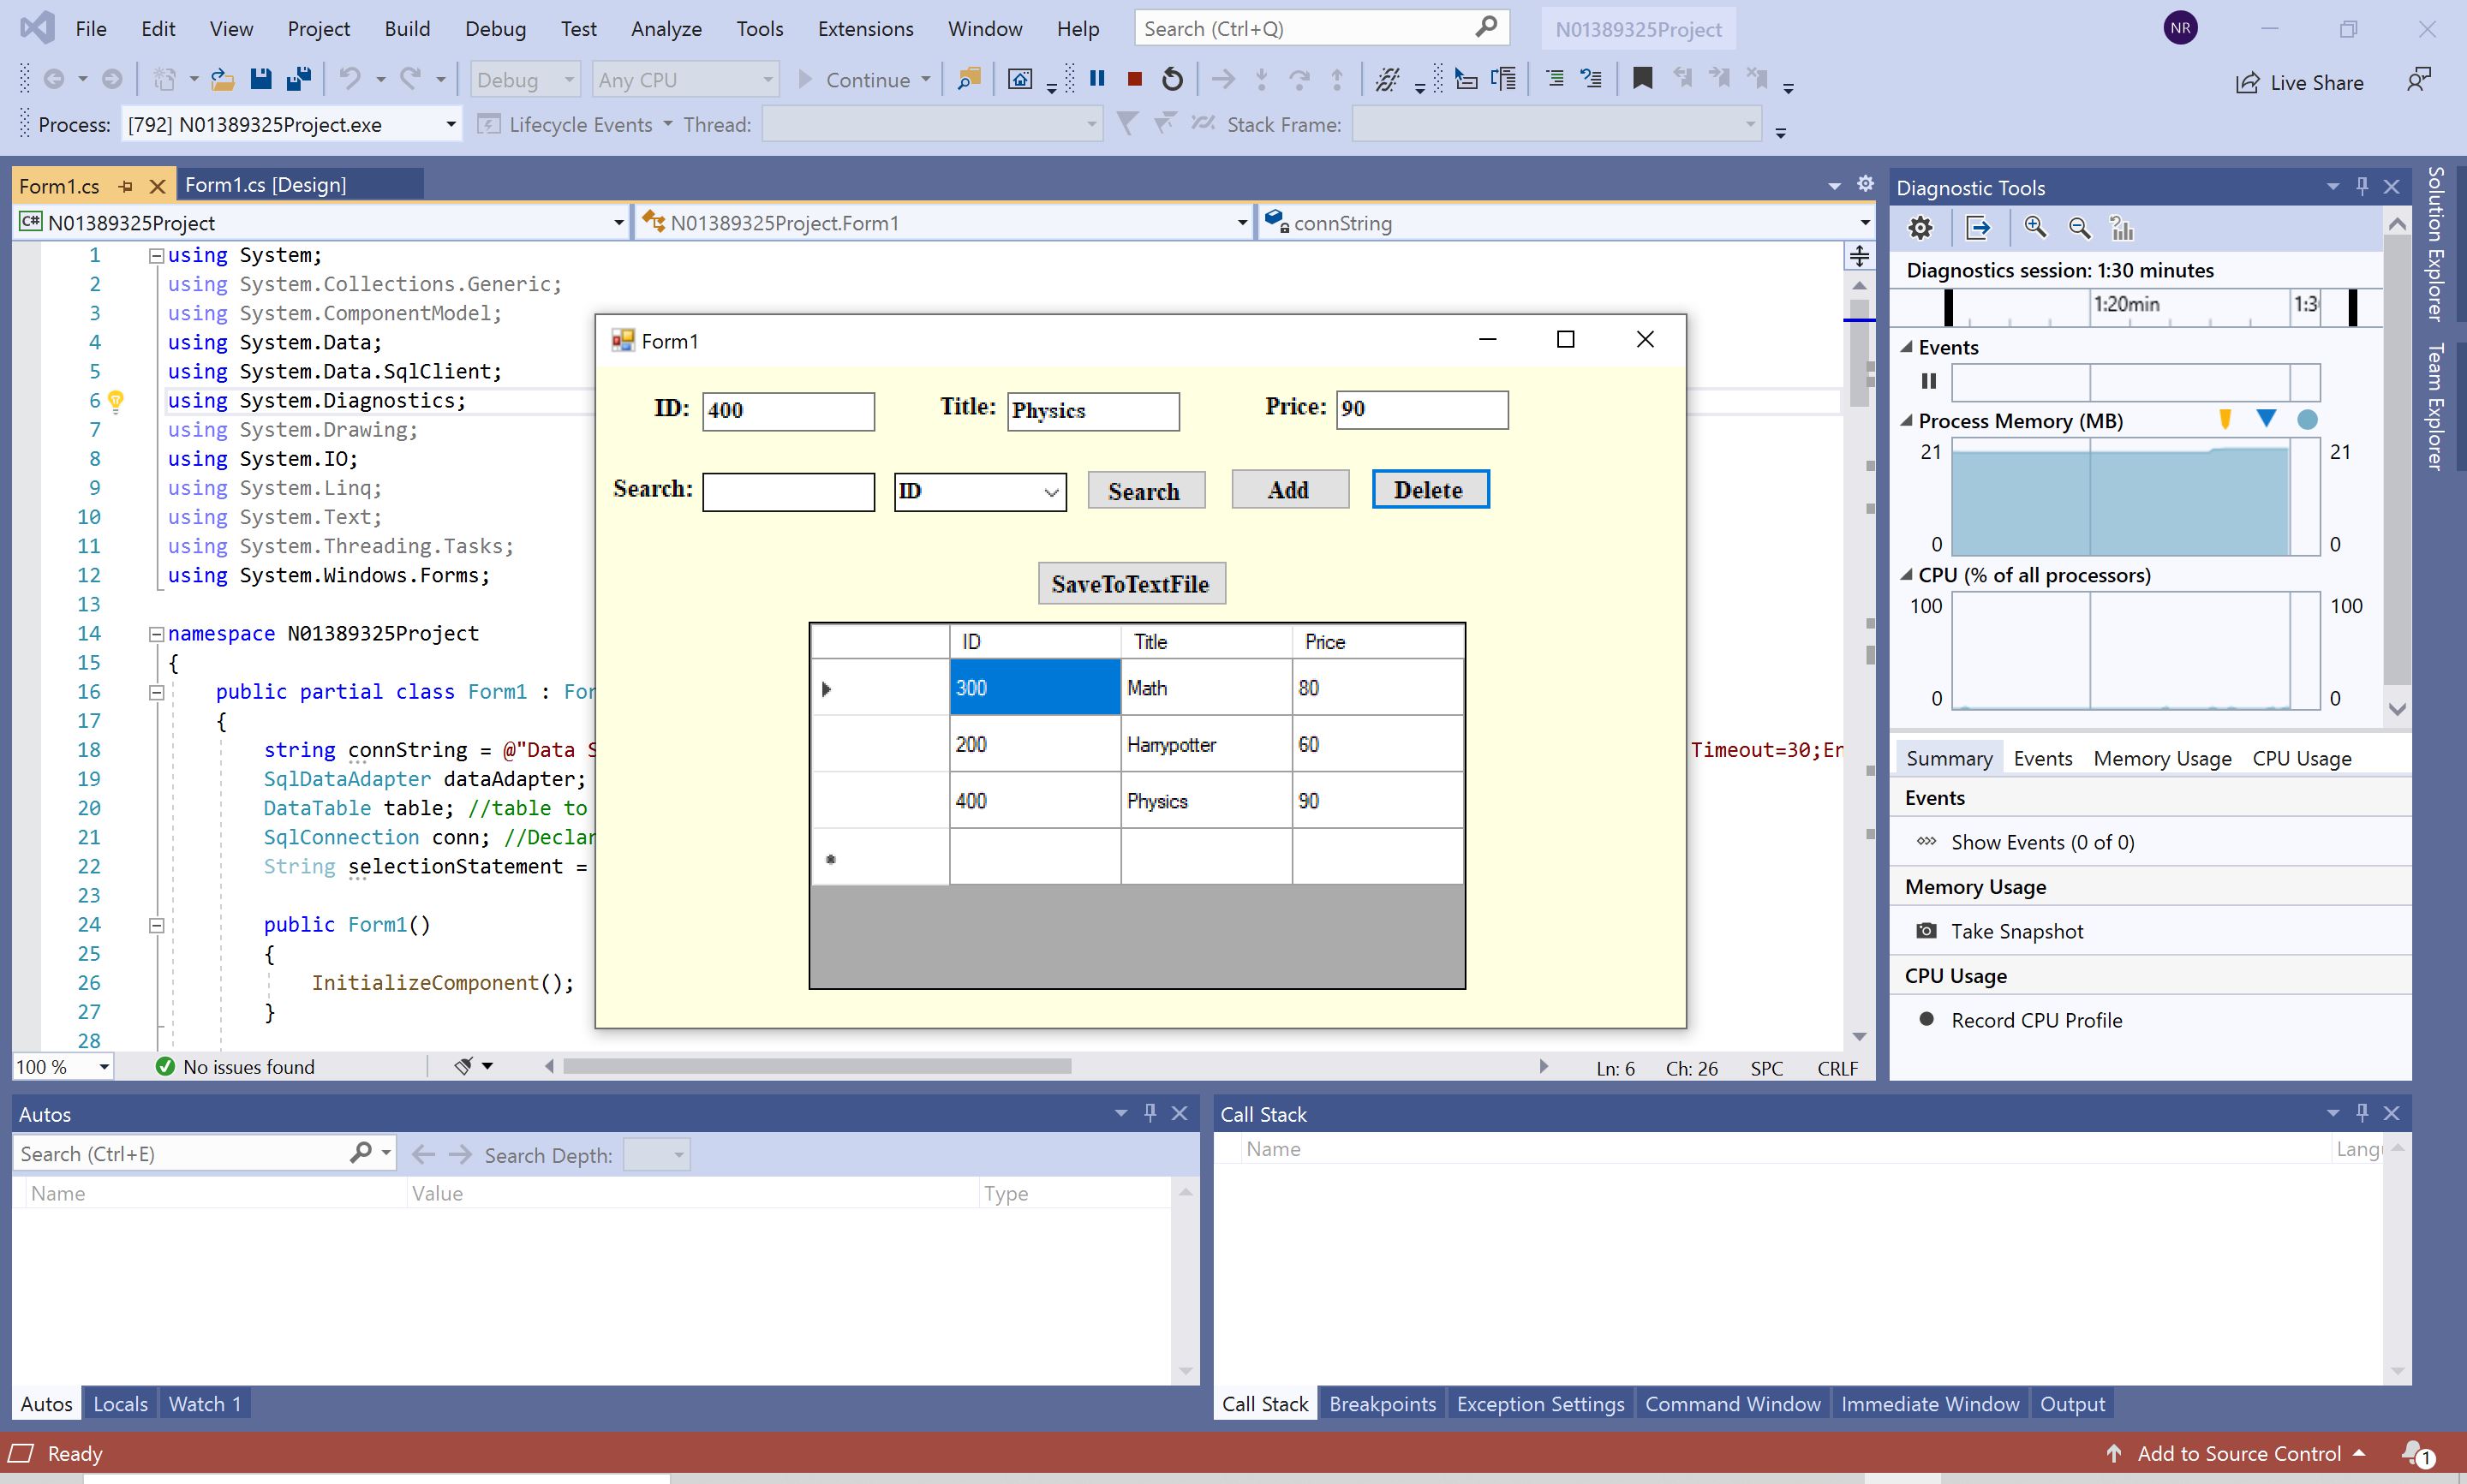 File Edit View Project Build Debug Test Analyze Tools Extensions Window Help Search (Ctrl+Q) N01389325Project NR
Debug Any CPU Continue Live Share
Process: [792] N01389325Project.exe Lifecycle Events Thread: Stack Frame:
Form1.cs Form1.cs [Design]
C# N01389325Project N01389325Project.Form1 connString
1 using System;
2 using System.Collections.Generic;
3 using System.ComponentModel;
4 using System.Data;
5 using System.Data.SqlClient;
6 using System.Diagnostics;
7 using System.Drawing;
8 using System.IO;
9 using System.Linq;
10 using System.Text;
11 using System.Threading.Tasks;
12 using System.Windows.Forms;
13
14 namespace N01389325Project
15 {
16 public partial class Form1 : For
17 {
18 string connString = @"Data S Timeout=30;En
19 SqlDataAdapter dataAdapter;
20 DataTable table; //table to
21 SqlConnection conn; //Declar
22 String selectionStatement =
23
24 public Form1()
25 {
26 InitializeComponent();
27 }
28
100 % No issues found Ln: 6 Ch: 26 SPC CRLF
Form1
ID: 400 Title: Physics Price: 90
Search: ID Search Add Delete
SaveToTextFile
ID Title Price
300 Math 80
200 Harrypotter 60
400 Physics 90
Diagnostic Tools
Diagnostics session: 1:30 minutes
1:20min 1:3
Events
Process Memory (MB)
21 21
0 0
CPU (% of all processors)
100 100
0 0
Summary Events Memory Usage CPU Usage
Events
Show Events (0 of 0)
Memory Usage
Take Snapshot
CPU Usage
Record CPU Profile
Solution Explorer
Team Explorer
Autos
Search (Ctrl+E) Search Depth:
Name Value Type
Autos Locals Watch 1
Call Stack
Name Lang
Call Stack Breakpoints Exception Settings Command Window Immediate Window Output
Ready Add to Source Control 1